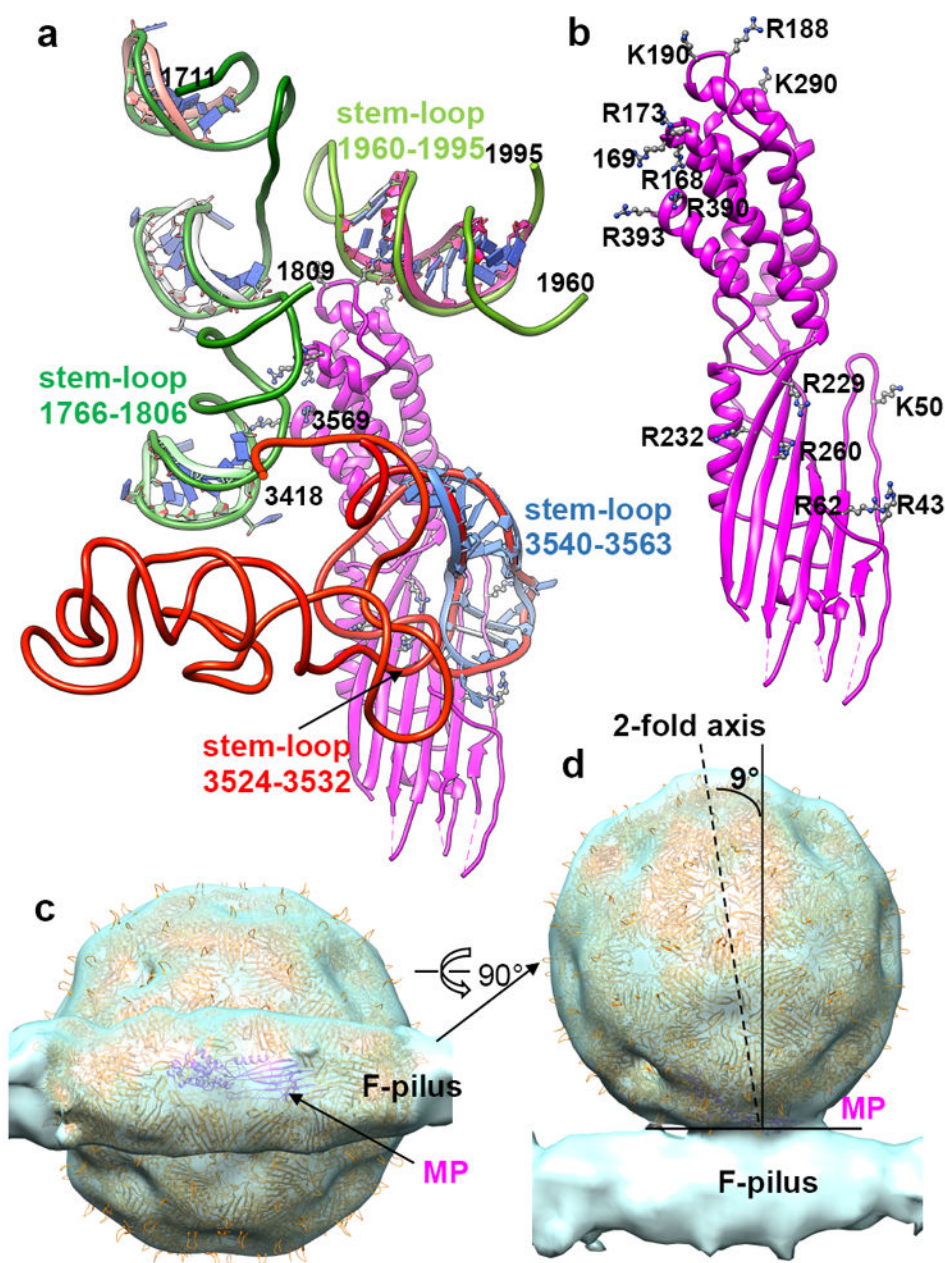 a
1711
stem-loop
1960-1995
1995
1809
1960
stem-loop
1766-1806
3569
3418
stem-loop
3540-3563
stem-loop
3524-3532
b
R188
K190
K290
R173
169
R168
R390
R393
R229
K50
R232
R260
R62
R43
c
90°
F-pilus
MP
2-fold axis
d
9°
MP
F-pilus